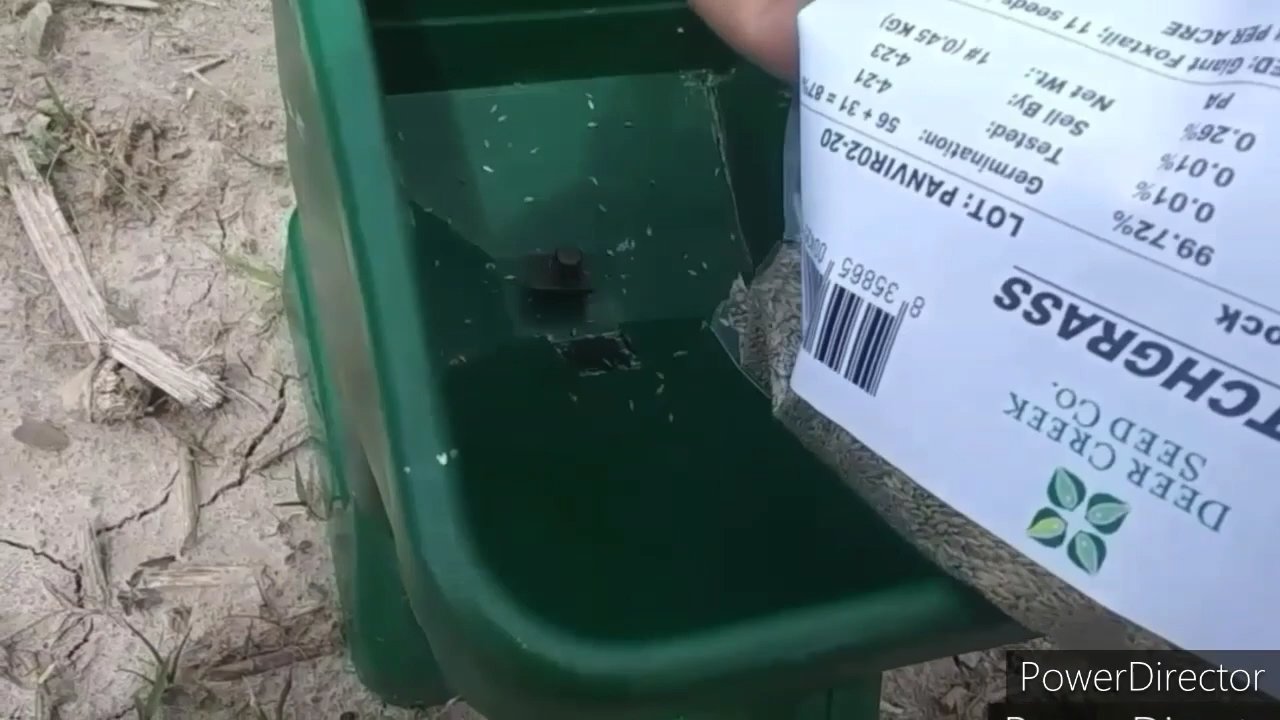 DEER CREEK
SEED CO.
TCHGRASS
ock
LOT: PANVIR02-20
99.72%
0.01%
0.01%
0.26%
PA
Germination: 56 + 31 = 87%
Tested: 4-21
Sell By: 4-23
Net Wt.: 1# (0.45 KG)
ED: Giant Foxtail; 11 seeds
PER ACRE
8 35865
PowerDirector